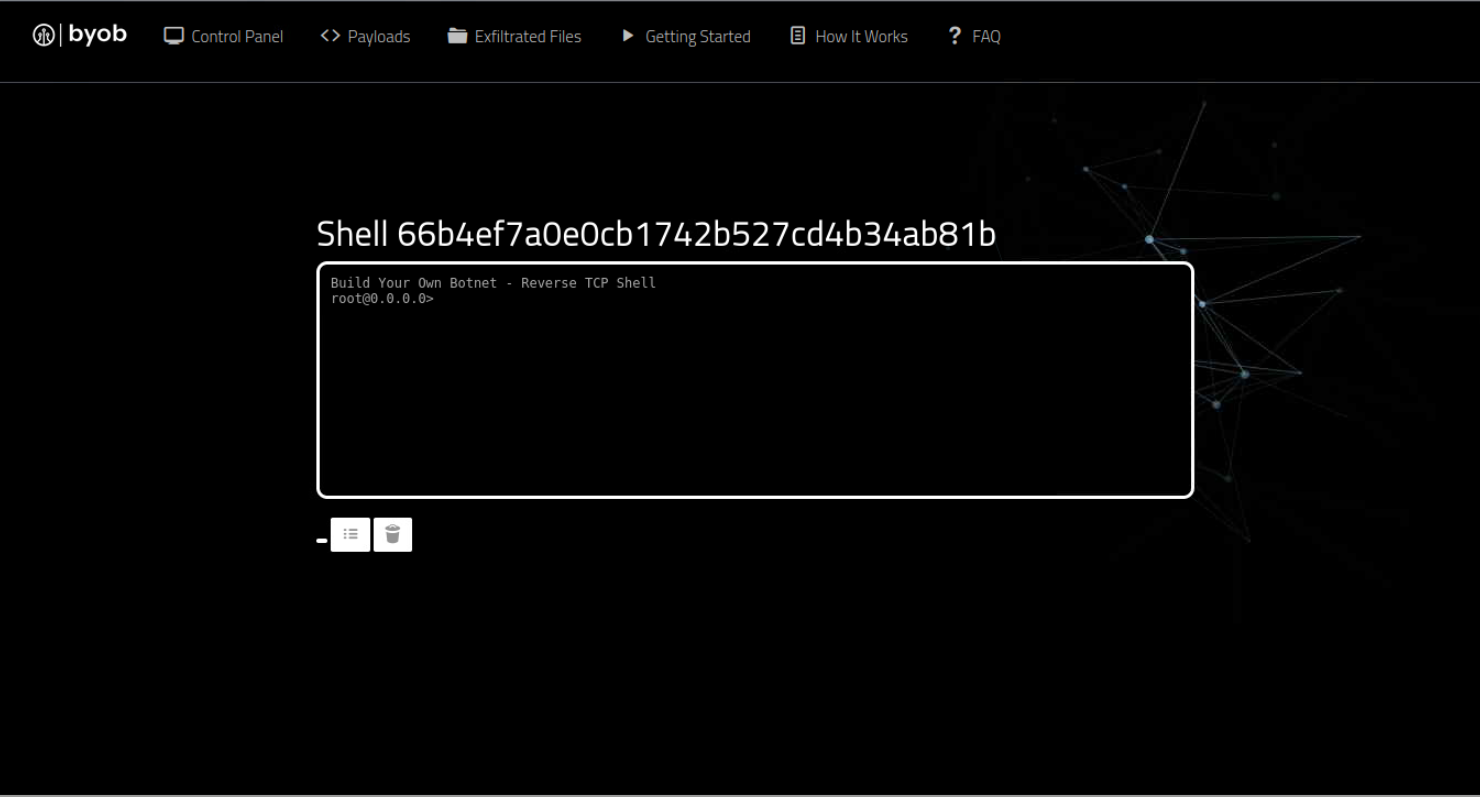 byob Control Panel <> Payloads Exfiltrated Files Getting Started How It Works ? FAQ
Shell 66b4ef7a0e0cb1742b527cd4b34ab81b
Build Your Own Botnet - Reverse TCP Shell
root@0.0.0.0>